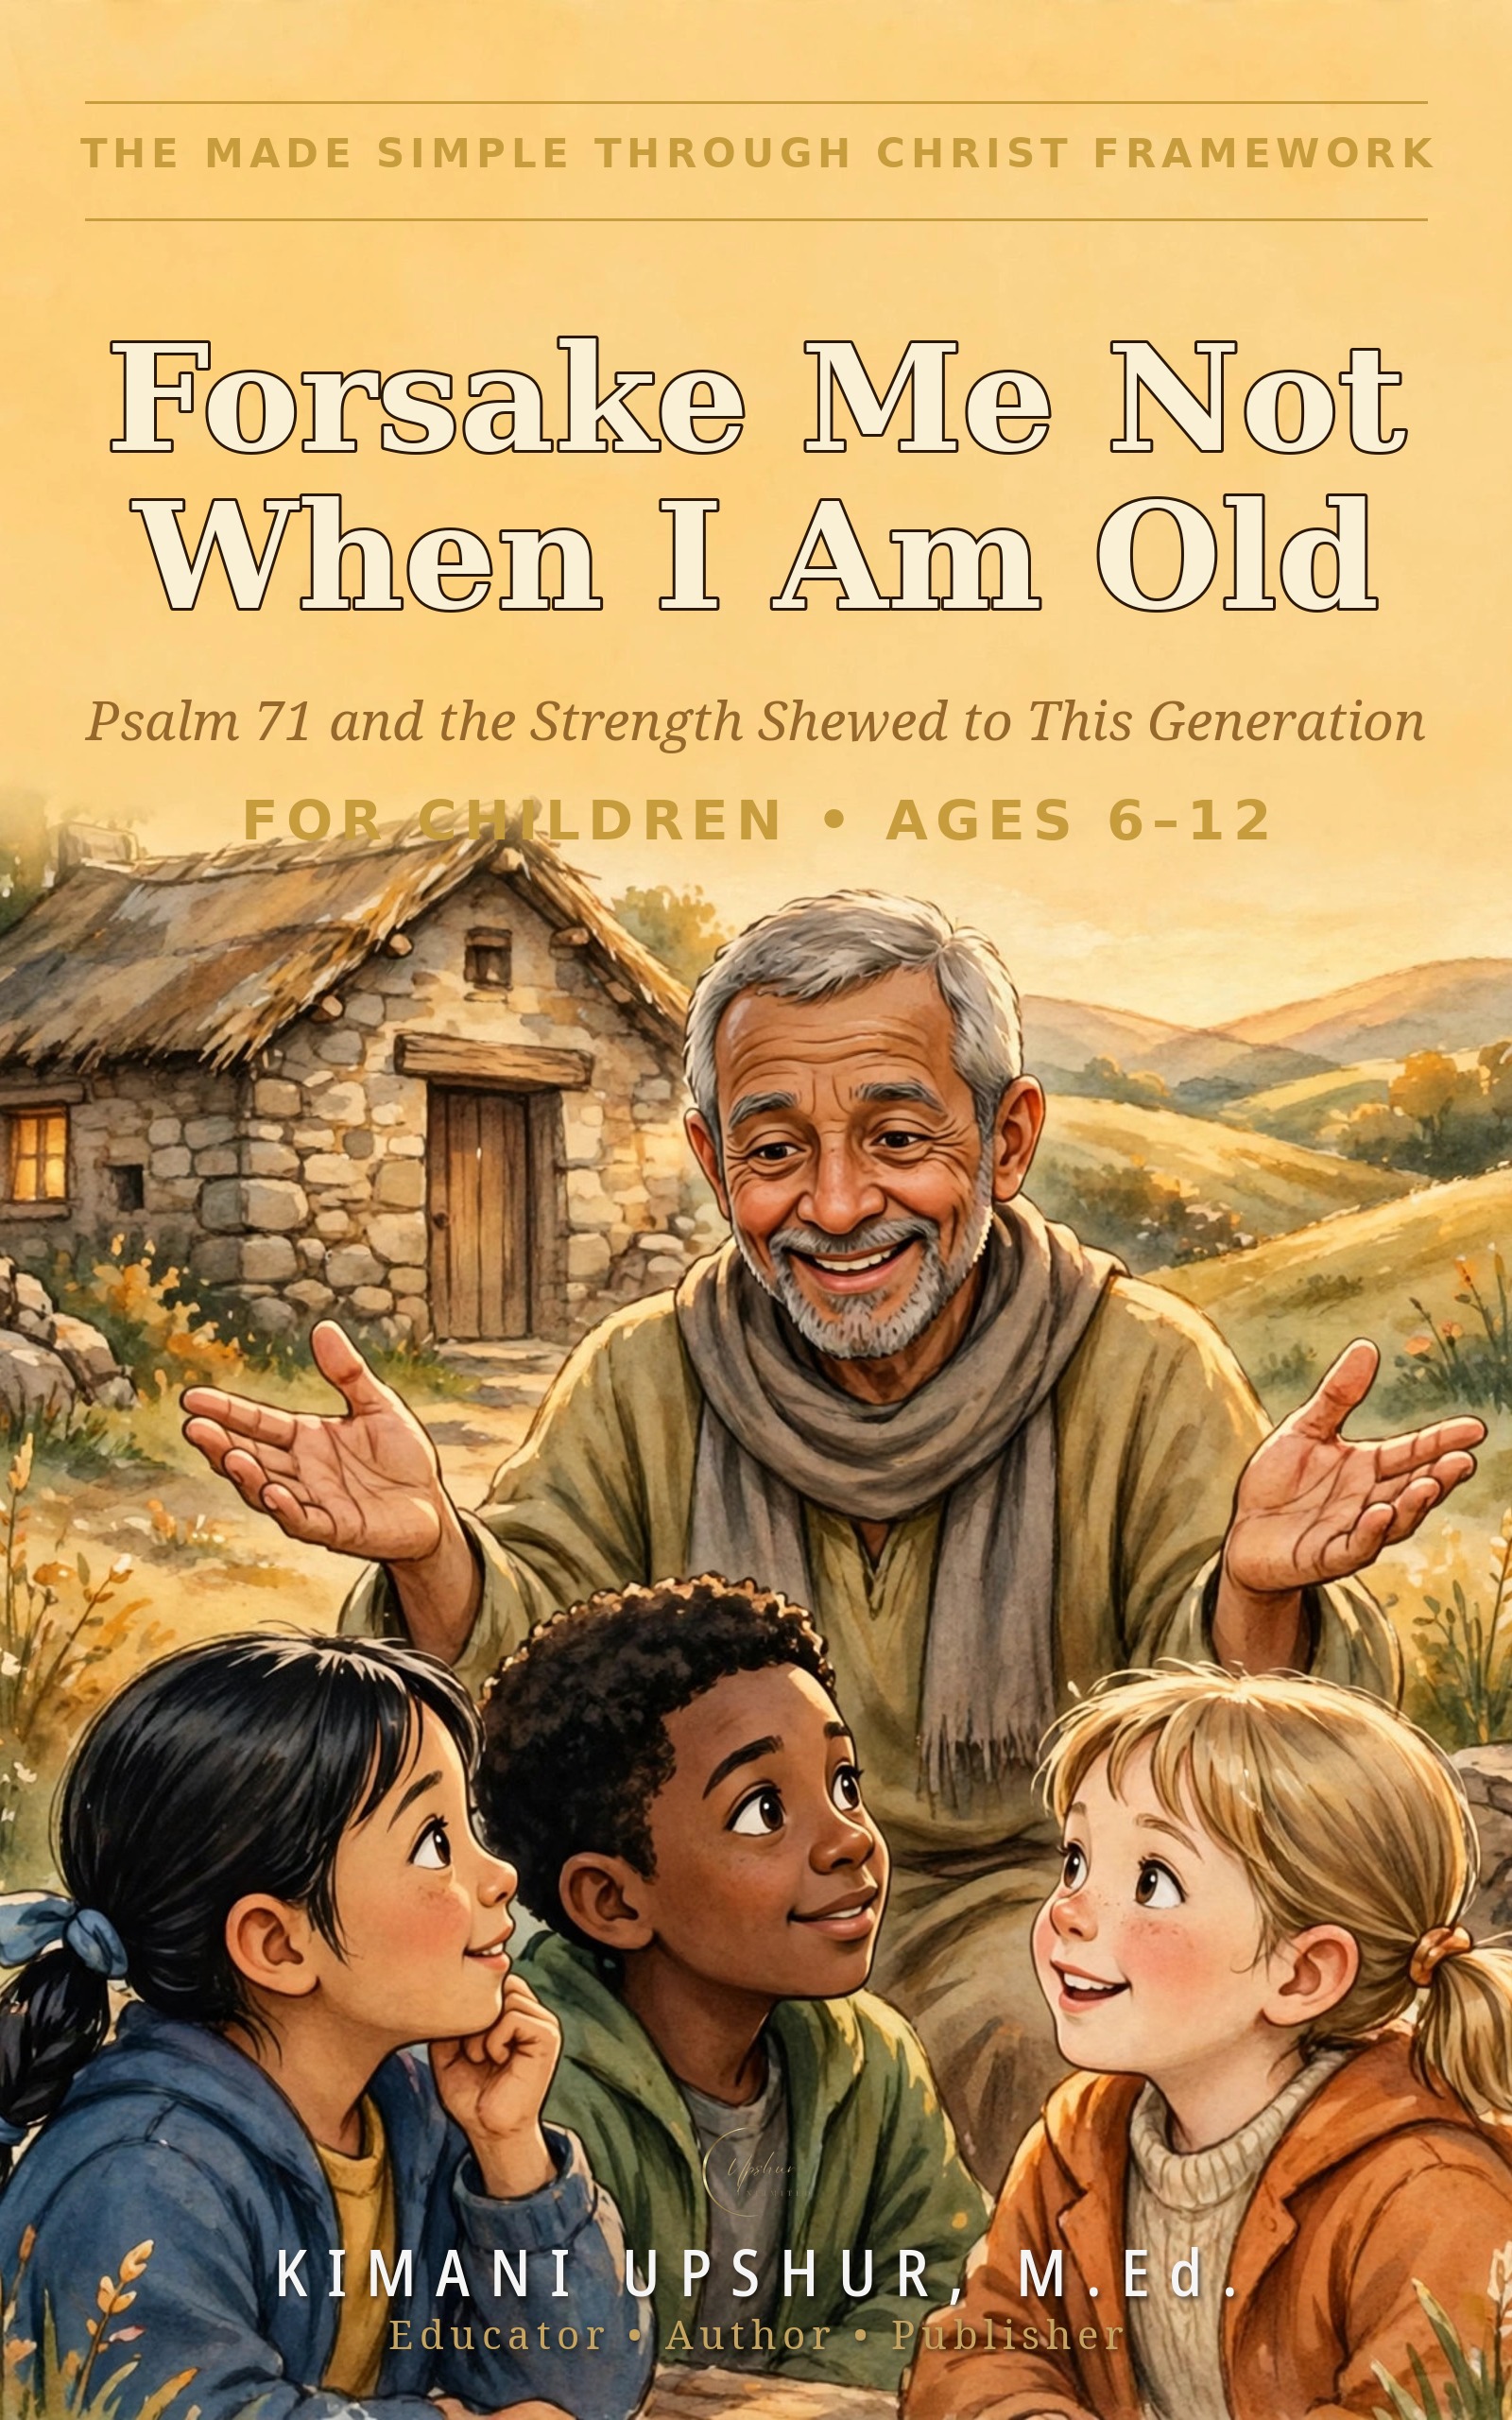 THE MADE SIMPLE THROUGH CHRIST FRAMEWORK
Forsake Me Not
When I Am Old
Psalm 71 and the Strength Shewed to This Generation
FOR CHILDREN • AGES 6–12
Upshur
KIMANI UPSHUR, M.Ed.
Educator • Author • Publisher